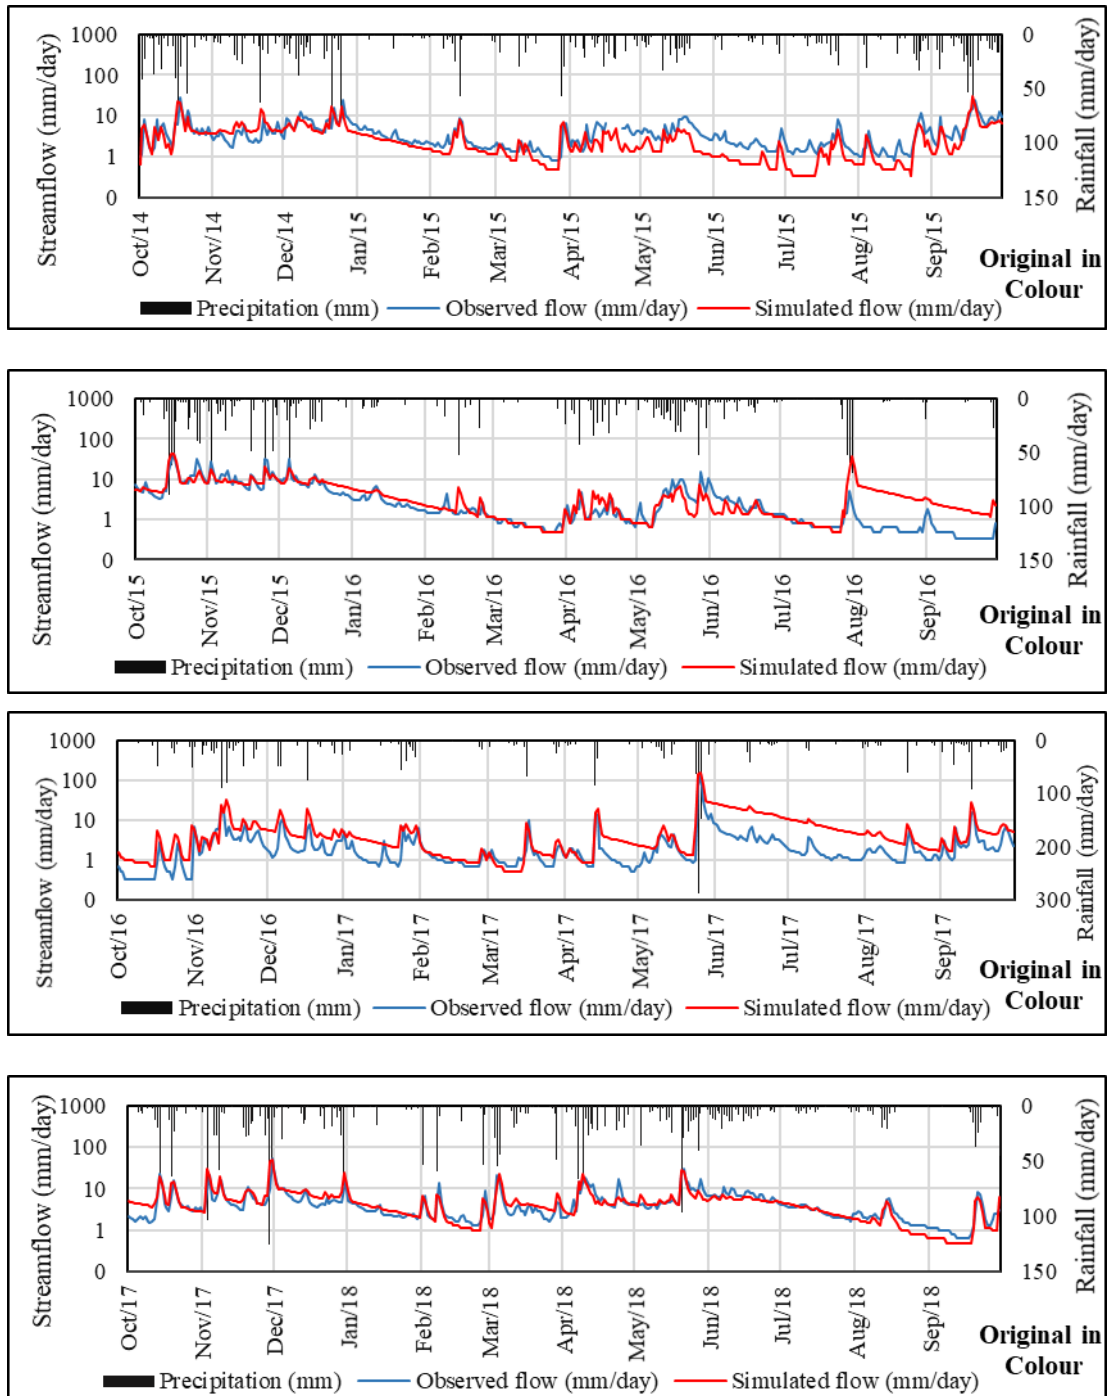 1000
100
10
1
0
Streamflow (mm/day)
0
50
100
150
Rainfall (mm/day)
Oct/14
Nov/14
Dec/14
Jan/15
Feb/15
Mar/15
Apr/15
May/15
Jun/15
Jul/15
Aug/15
Sep/15
Original in
Colour
Precipitation (mm) Observed flow (mm/day) Simulated flow (mm/day)
1000
100
10
1
0
Streamflow (mm/day)
0
50
100
150
Rainfall (mm/day)
Oct/15
Nov/15
Dec/15
Jan/16
Feb/16
Mar/16
Apr/16
May/16
Jun/16
Jul/16
Aug/16
Sep/16
Original in
Colour
Precipitation (mm) Observed flow (mm/day) Simulated flow (mm/day)
1000
100
10
1
0
Streamflow (mm/day)
0
100
200
300
Rainfall (mm/day)
Oct/16
Nov/16
Dec/16
Jan/17
Feb/17
Mar/17
Apr/17
May/17
Jun/17
Jul/17
Aug/17
Sep/17
Original in
Colour
Precipitation (mm) Observed flow (mm/day) Simulated flow (mm/day)
1000
100
10
1
0
Streamflow (mm/day)
0
50
100
150
Rainfall (mm/day)
Oct/17
Nov/17
Dec/17
Jan/18
Feb/18
Mar/18
Apr/18
May/18
Jun/18
Jul/18
Aug/18
Sep/18
Original in
Colour
Precipitation (mm) Observed flow (mm/day) Simulated flow (mm/day)